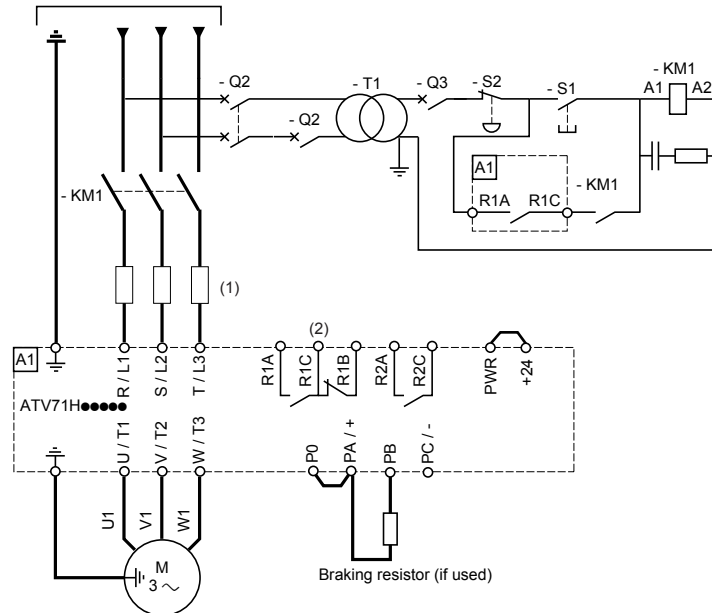 - Q2
- T1
- Q3
- S2
- S1
- KM1
A1
A2
- Q2
A1
- KM1
R1A
R1C
- KM1
(1)
(2)
A1
R / L1
S / L2
T / L3
R1A
R1C
R1B
R2A
R2C
PWR
+24
ATV71H●●●●●
U / T1
V / T2
W / T3
P0
PA / +
PB
PC / -
U1
V1
W1
M
3
Braking resistor (if used)